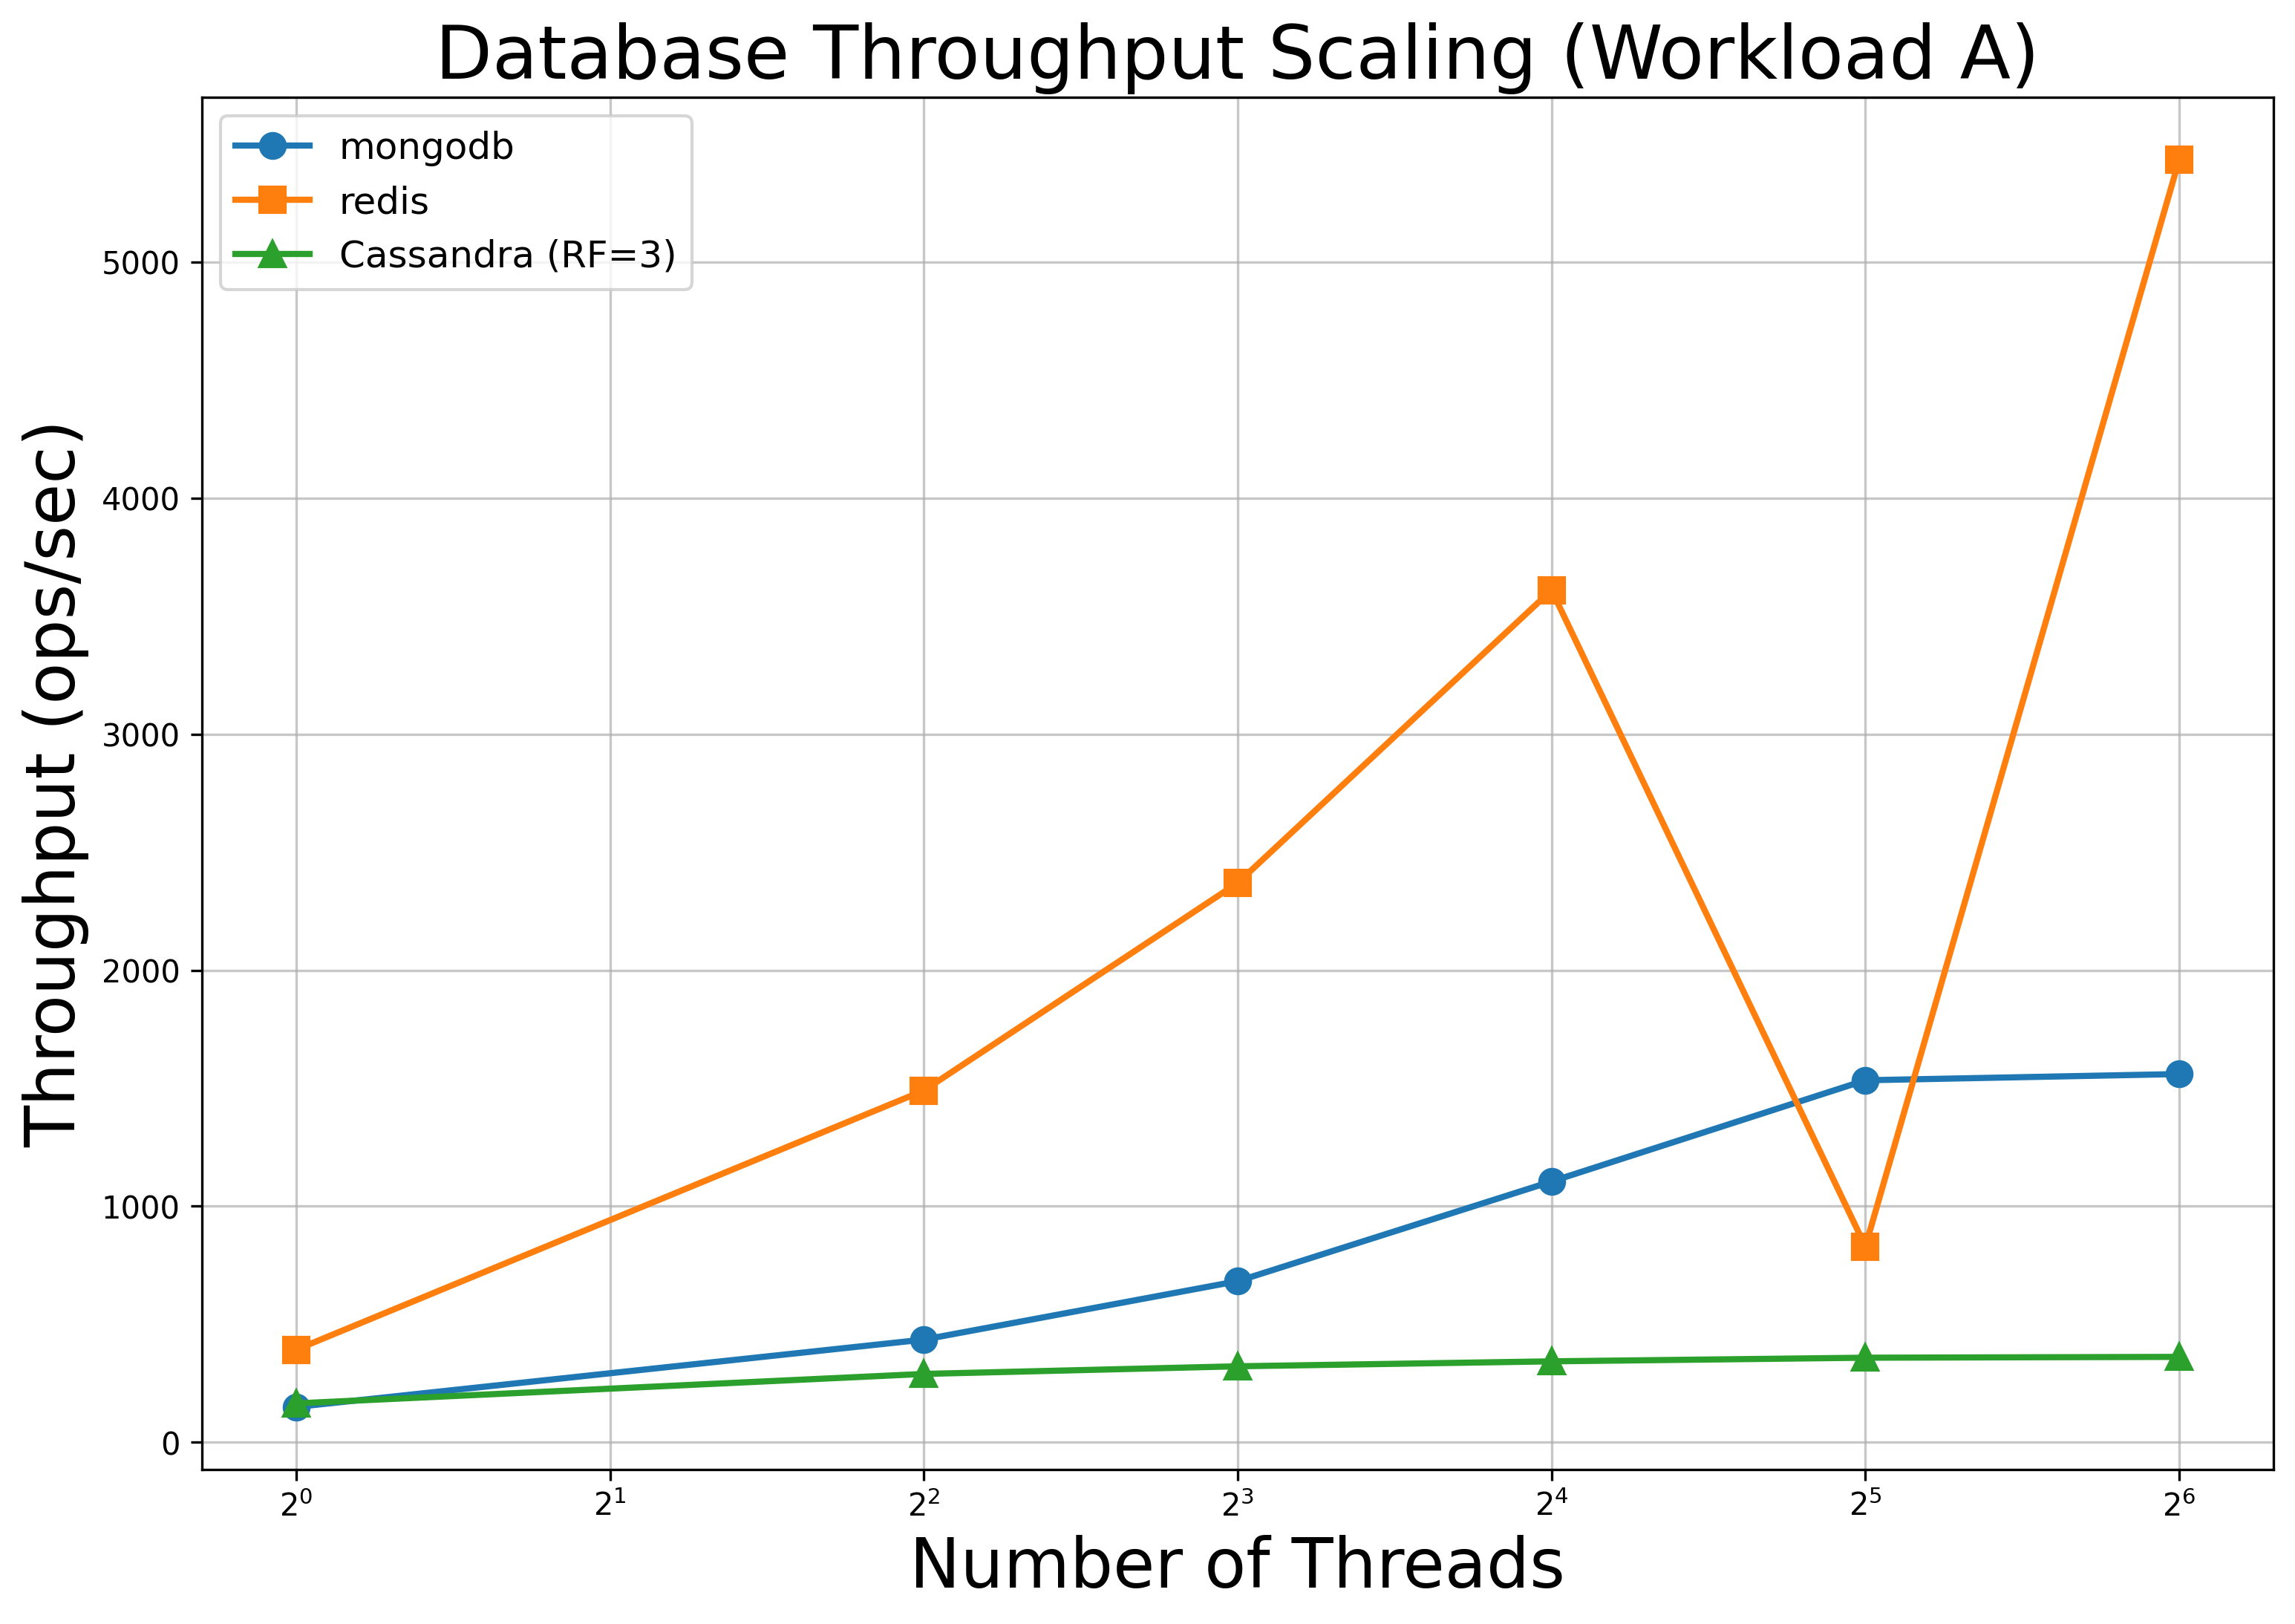 Database Throughput Scaling (Workload A)
mongodb
redis
Cassandra (RF=3)
Throughput (ops/sec)
5000
4000
3000
2000
1000
0
2⁰ 2¹ 2² 2³ 2⁴ 2⁵ 2⁶
Number of Threads